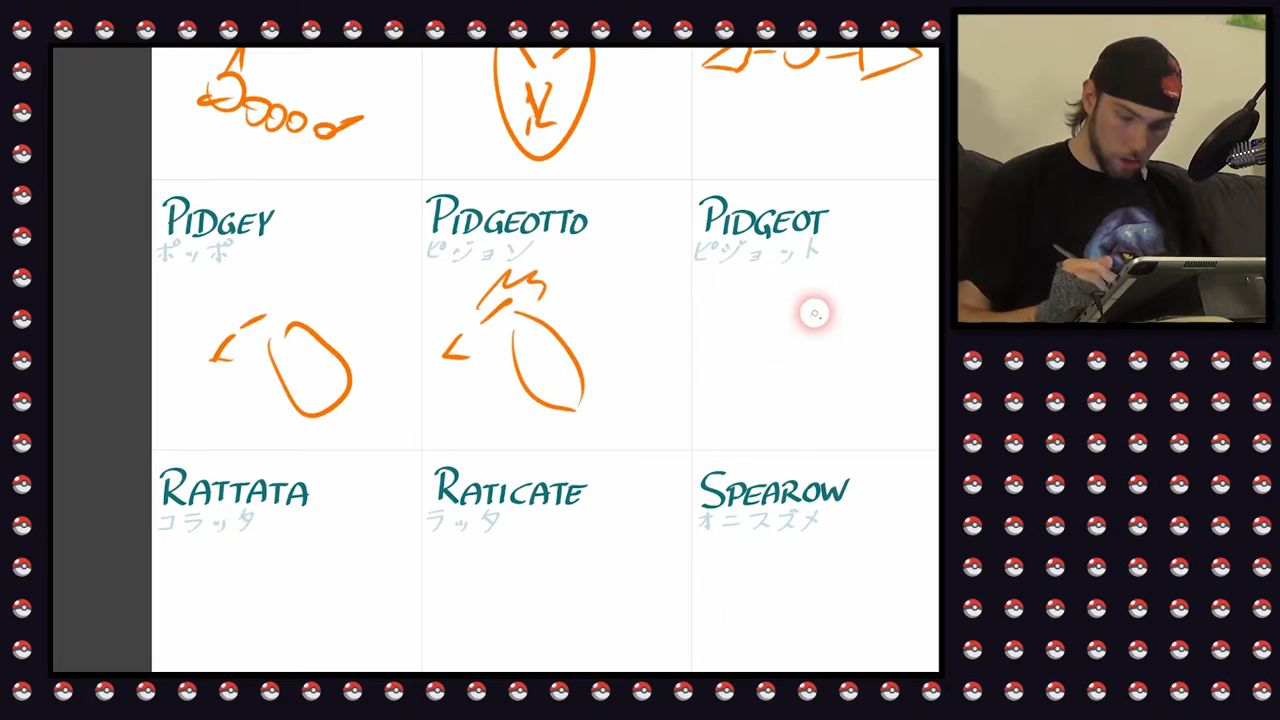 PIDGEY
ポッポ
PIDGEOTTO
ピジョン
PIDGEOT
ピジョット
RATTATA
コラッタ
RATICATE
ラッタ
SPEAROW
オニスズメ